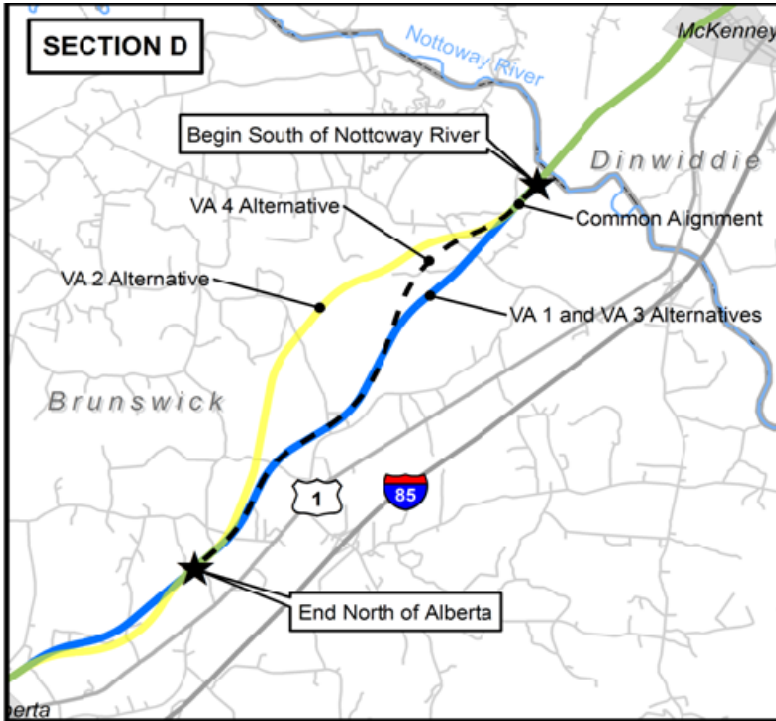 SECTION D
McKenney
Nottoway River
Begin South of Nottcway River
Dinwiddie
VA 4 Alternative
Common Alignment
VA 2 Alternative
VA 1 and VA 3 Alternatives
Brunswick
1
85
End North of Alberta
berta